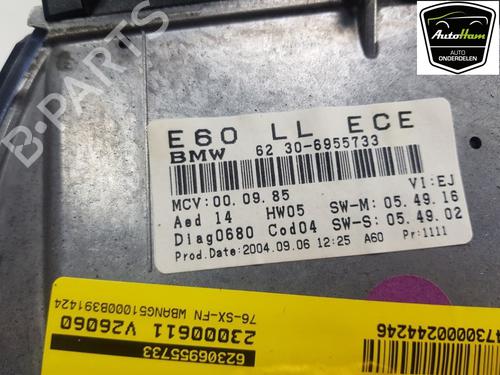 AutoHam
AUTO
ONDERDELEN
B-PARTS
E60 LL ECE
BMW 62 30-6955733
MCV:00.09.85 VI:EJ
Aed 14 HW05 SW-M: 05.49.16
Diag0680 Cod04 SW-S: 05.49.02
Prod.Date: 2004.09.06 12:25 A60 Pr:1111
76-SX-FN WBANG51000B391424
23000611 V26060
62306955733
4730000244246